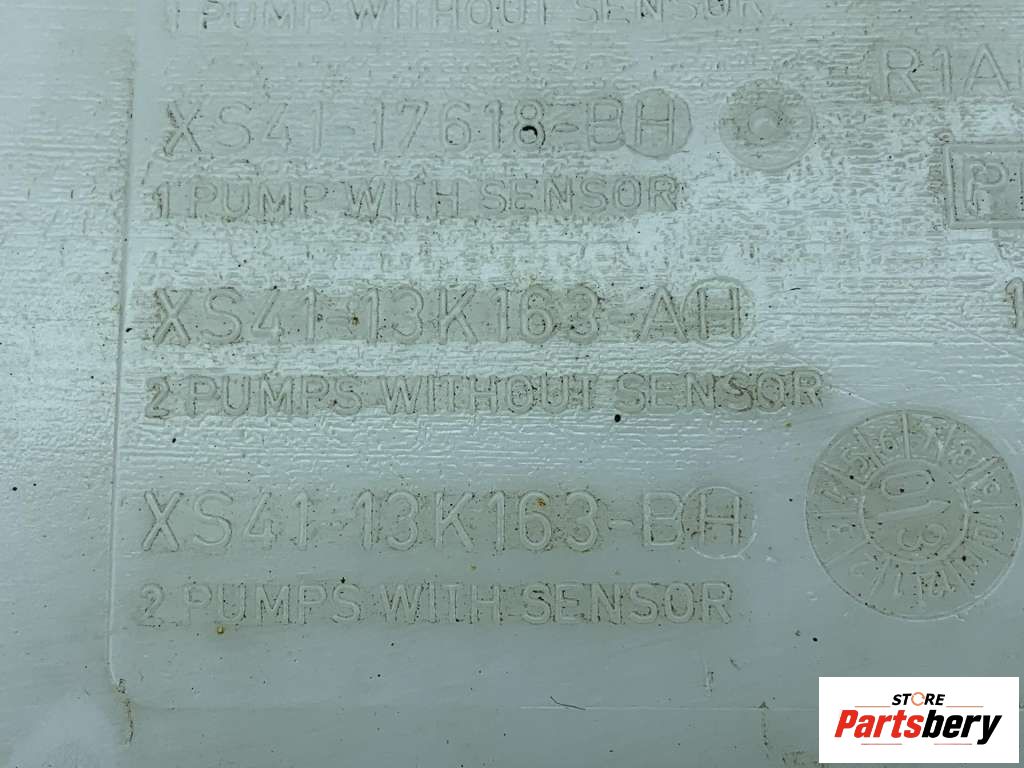 1 PUMP WITHOUT SENSOR
XS41-17618-BH
1 PUMP WITH SENSOR
XS41-13K163-AH
2 PUMPS WITHOUT SENSOR
XS41-13K163-BH
2 PUMPS WITH SENSOR
STORE
Partsbery